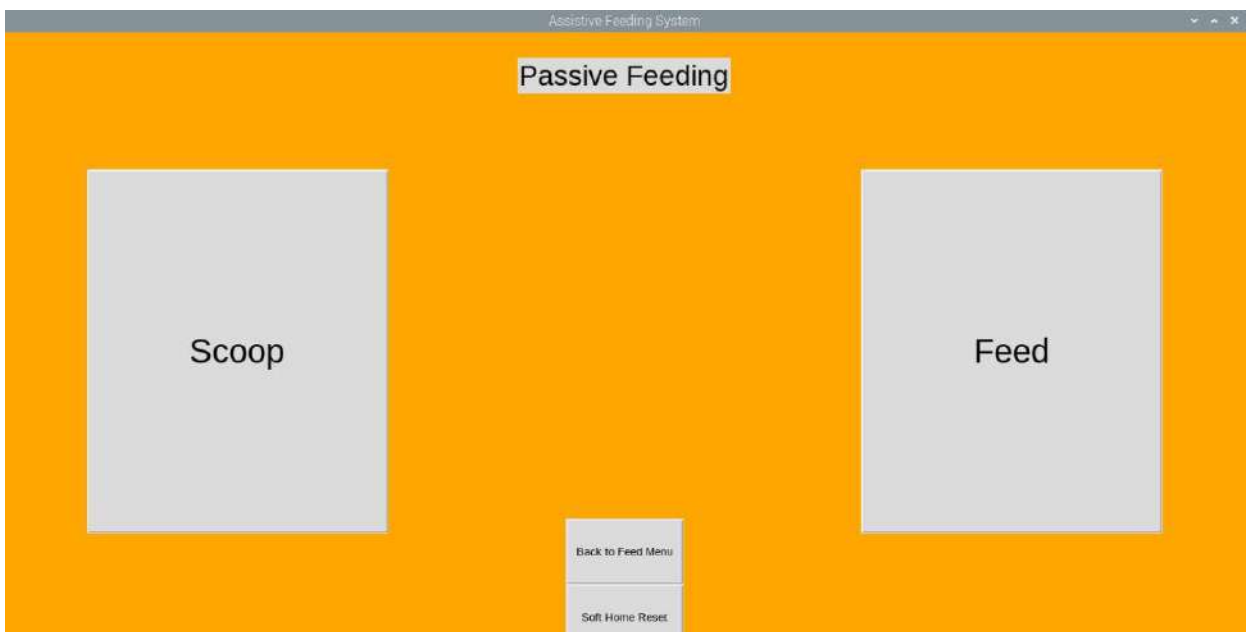 Assistive Feeding System
Passive Feeding
Scoop
Feed
Back to Feed Menu
Soft Home Reset